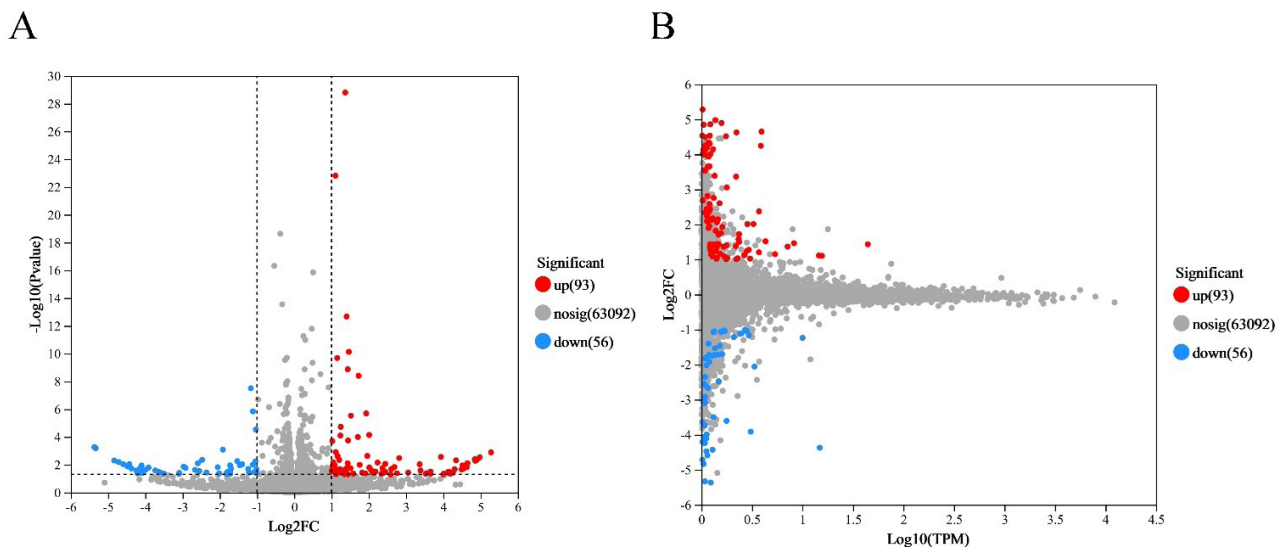 A
B
30
28
26
24
22
20
18
16
14
12
10
8
6
4
2
0
-Log10(Pvalue)
-6 -5 -4 -3 -2 -1 0 1 2 3 4 5 6
Log2FC
Significant
up(93)
nosig(63092)
down(56)
6
5
4
3
2
1
0
-1
-2
-3
-4
-5
-6
Log2FC
0 0.5 1 1.5 2 2.5 3 3.5 4 4.5
Log10(TPM)
Significant
up(93)
nosig(63092)
down(56)